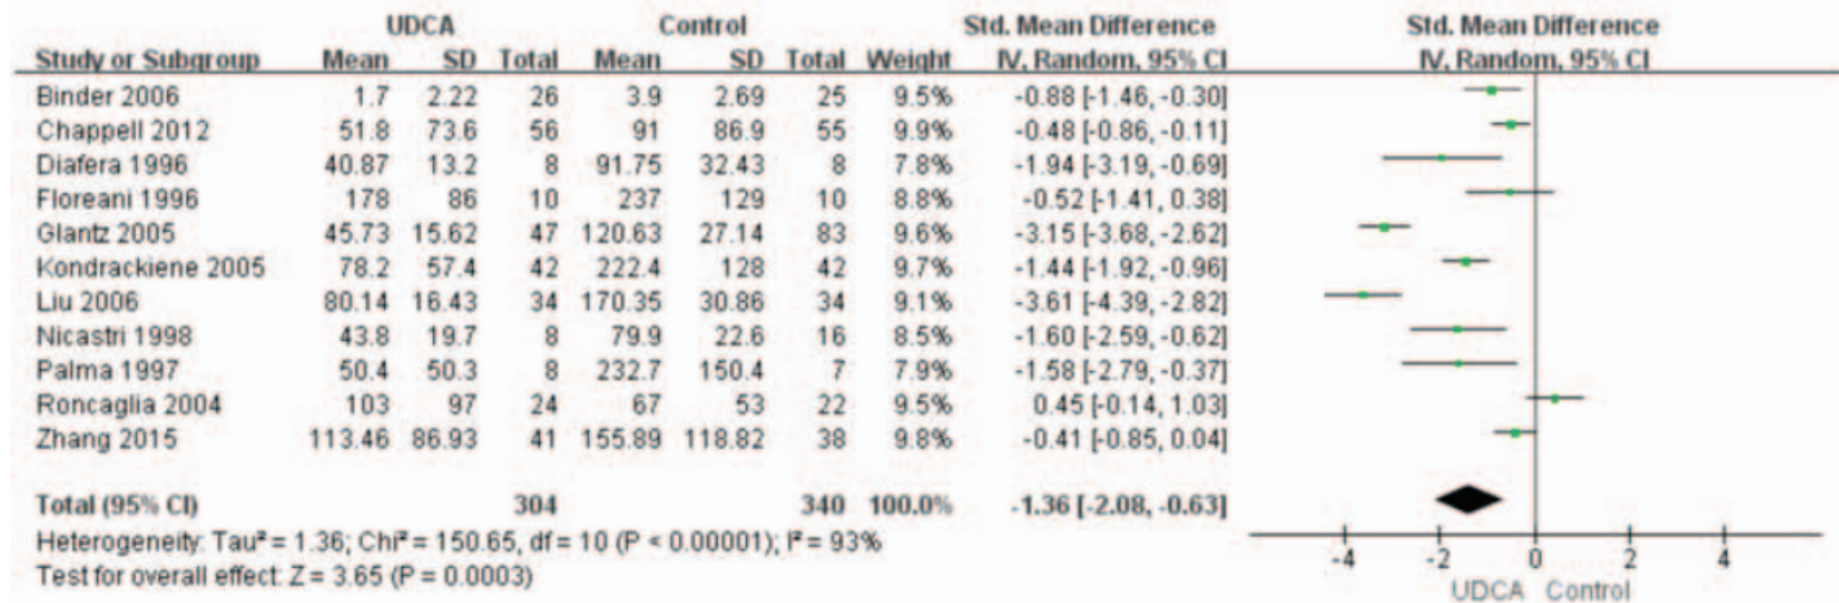 UDCA Control Std. Mean Difference Std. Mean Difference
Study or Subgroup Mean SD Total Mean SD Total Weight IV, Random, 95% CI IV, Random, 95% CI
Binder 2006 1.7 2.22 26 3.9 2.69 25 9.5% -0.88 [-1.46, -0.30]
Chappell 2012 51.8 73.6 56 91 86.9 55 9.9% -0.48 [-0.86, -0.11]
Diafera 1996 40.87 13.2 8 91.75 32.43 8 7.8% -1.94 [-3.19, -0.69]
Floreani 1996 178 86 10 237 129 10 8.8% -0.52 [-1.41, 0.38]
Glantz 2005 45.73 15.62 47 120.63 27.14 83 9.6% -3.15 [-3.68, -2.62]
Kondrackiene 2005 78.2 57.4 42 222.4 128 42 9.7% -1.44 [-1.92, -0.96]
Liu 2006 80.14 16.43 34 170.35 30.86 34 9.1% -3.61 [-4.39, -2.82]
Nicastri 1998 43.8 19.7 8 79.9 22.6 16 8.5% -1.60 [-2.59, -0.62]
Palma 1997 50.4 50.3 8 232.7 150.4 7 7.9% -1.58 [-2.79, -0.37]
Roncaglia 2004 103 97 24 67 53 22 9.5% 0.45 [-0.14, 1.03]
Zhang 2015 113.46 86.93 41 155.89 118.82 38 9.8% -0.41 [-0.85, 0.04]
Total (95% CI) 304 340 100.0% -1.36 [-2.08, -0.63]
Heterogeneity: Tau² = 1.36; Chi² = 150.65, df = 10 (P < 0.00001); I² = 93%
Test for overall effect: Z = 3.65 (P = 0.0003)
-4 -2 0 2 4
UDCA Control